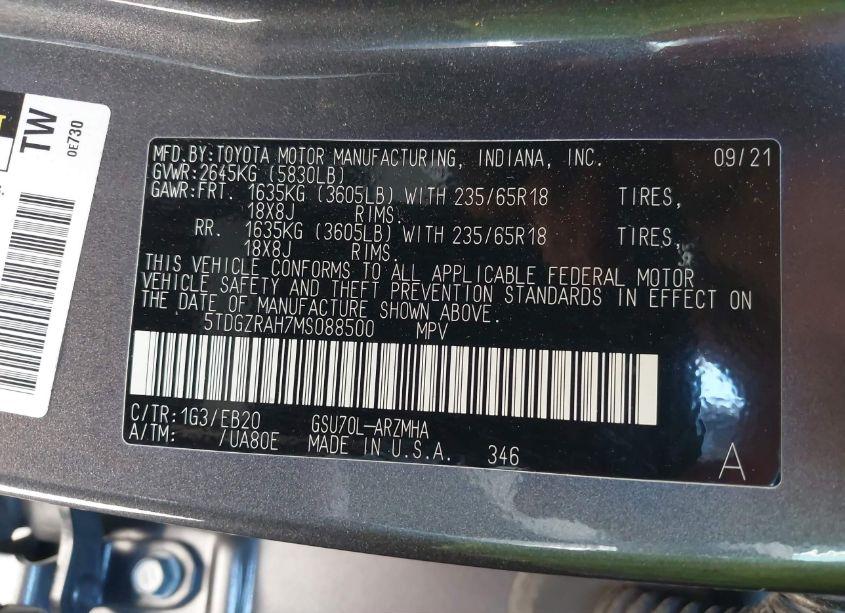 TW
0E730
MFD.BY:TOYOTA MOTOR MANUFACTURING, INDIANA, INC. 09/21
GVWR:2645KG (5830LB)
GAWR:FRT. 1635KG (3605LB) WITH 235/65R18 TIRES,
18X8J RIMS.
RR. 1635KG (3605LB) WITH 235/65R18 TIRES,
18X8J RIMS.
THIS VEHICLE CONFORMS TO ALL APPLICABLE FEDERAL MOTOR
VEHICLE SAFETY AND THEFT PREVENTION STANDARDS IN EFFECT ON
THE DATE OF MANUFACTURE SHOWN ABOVE.
5TDGZRAH7MS088500 MPV
C/TR:1G3/EB20 GSU70L-ARZMHA
A/TM: /UA80E MADE IN U.S.A. 346
A